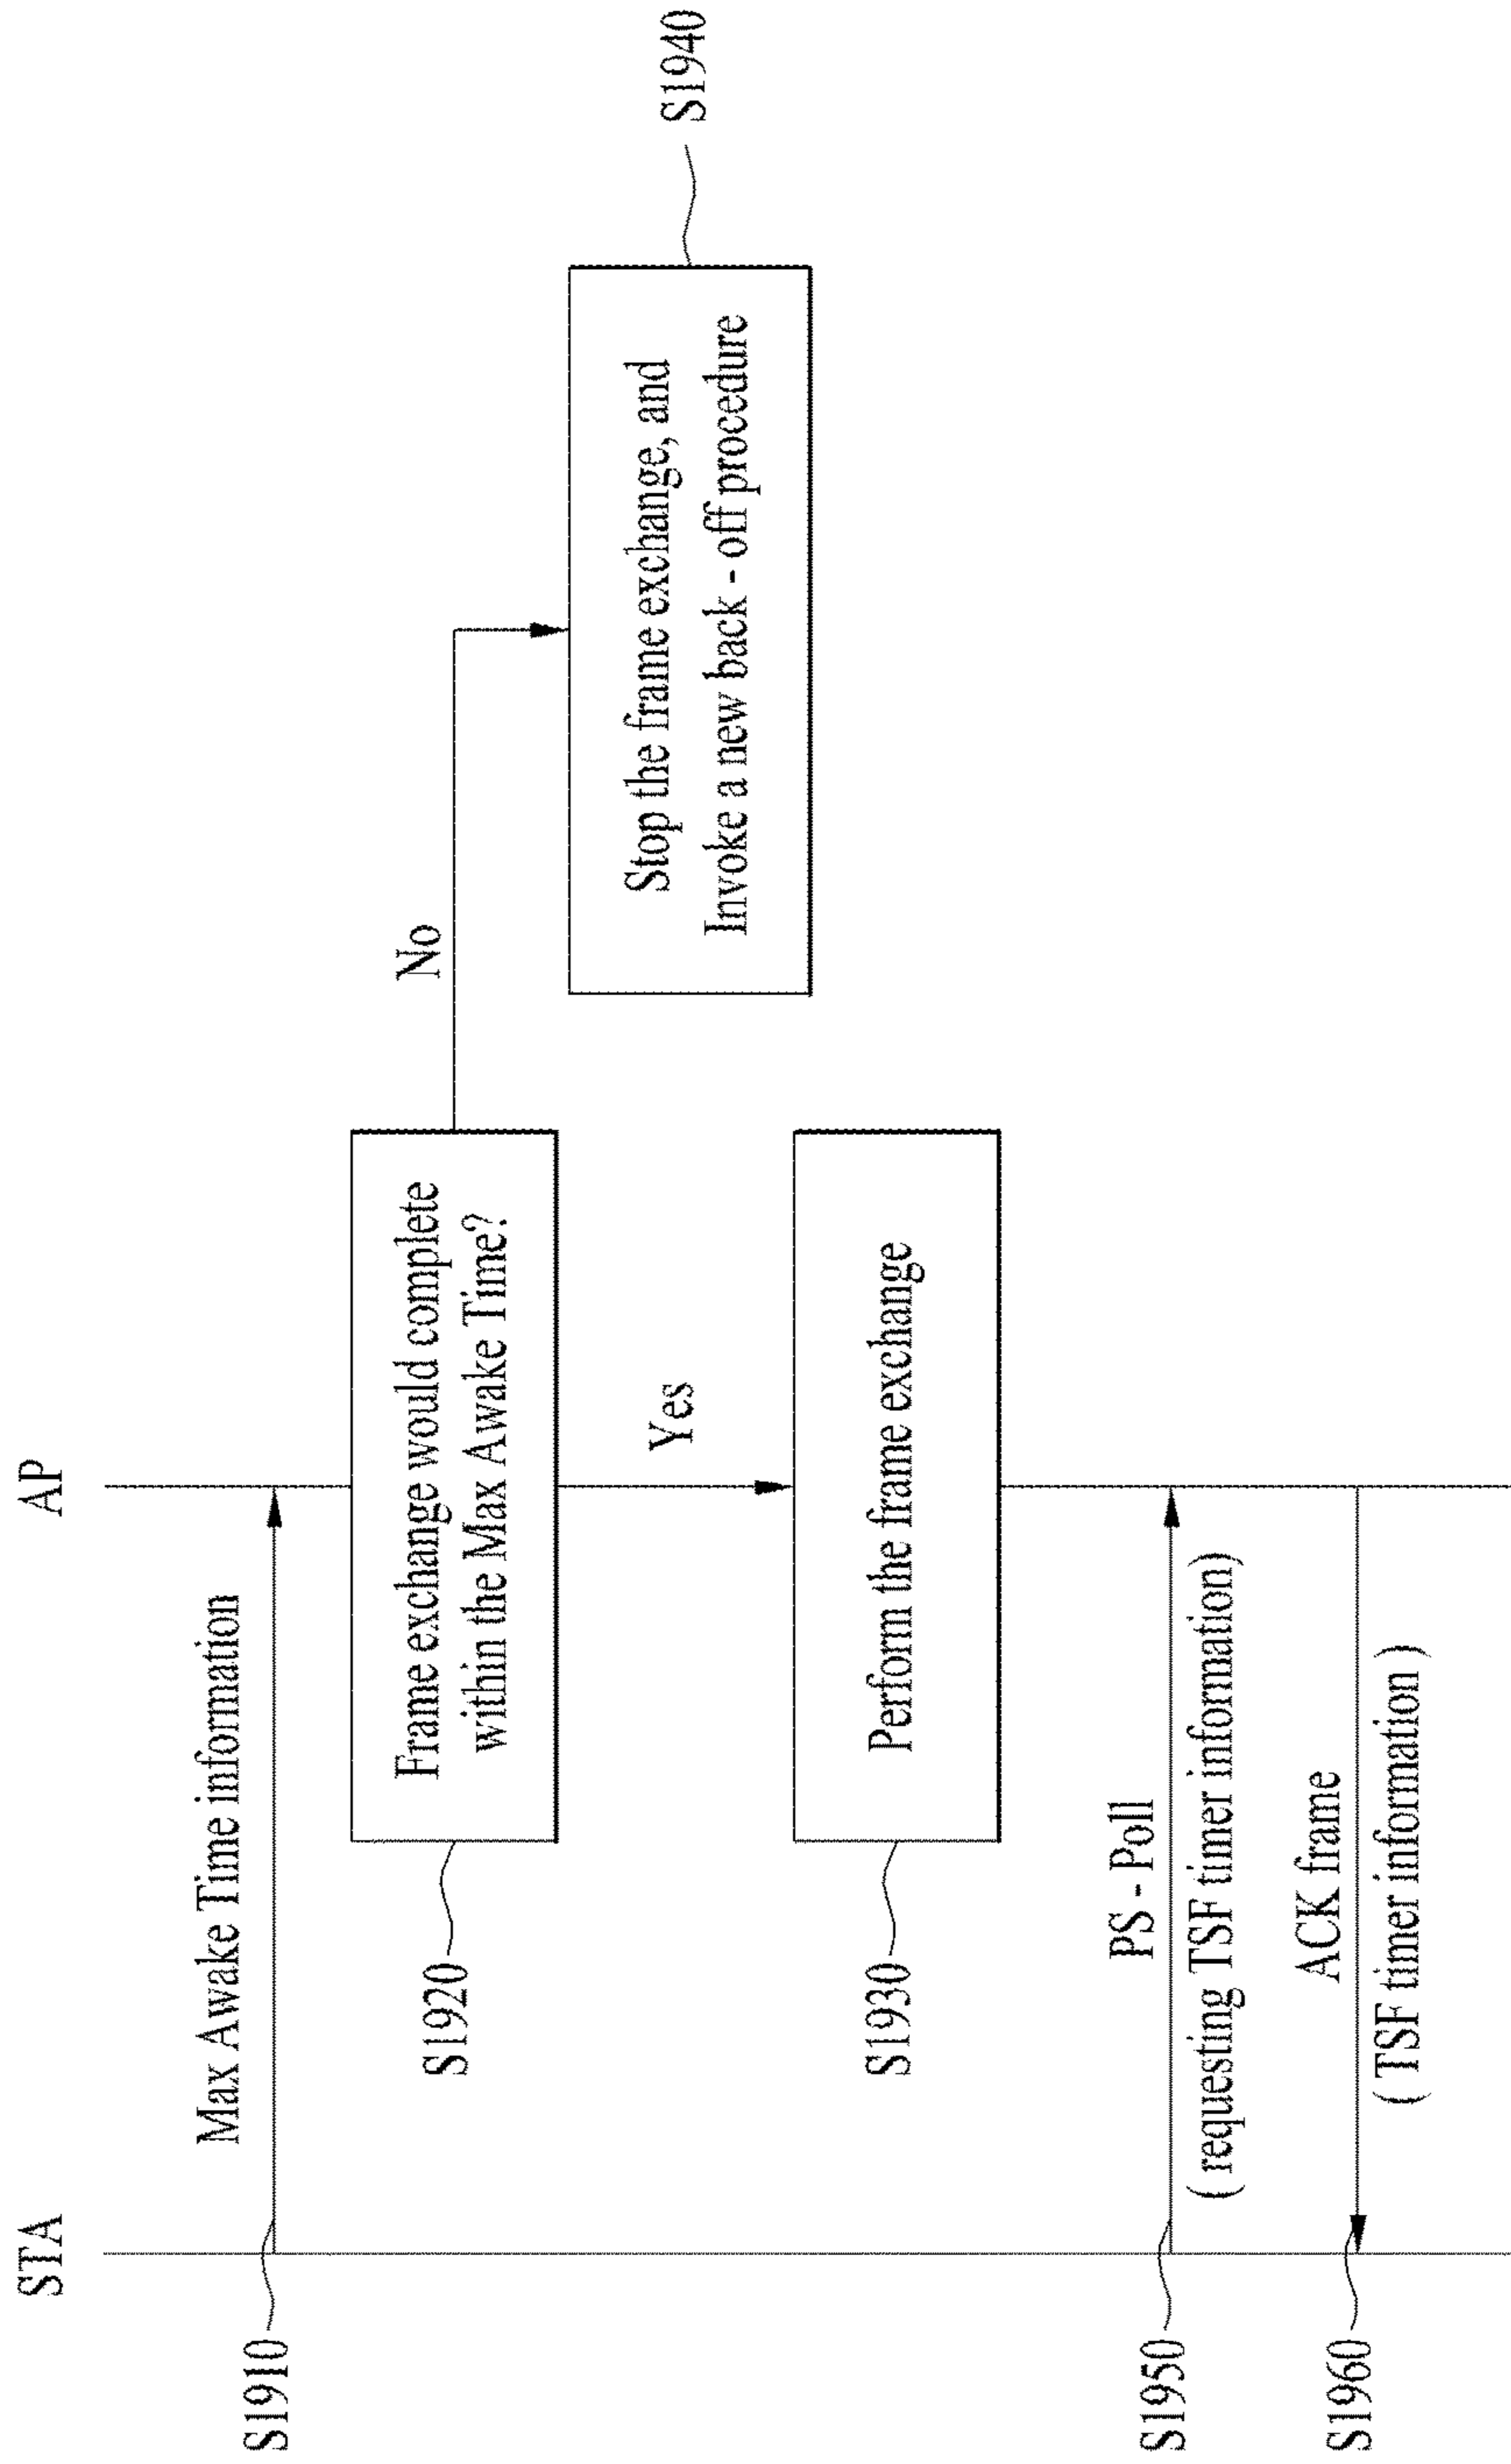 STA
AP
S1910
Max Awake Time information
S1920
Frame exchange would complete
within the Max Awake Time?
No
Yes
Stop the frame exchange, and
Invoke a new back - off procedure
S1940
S1930
Perform the frame exchange
S1950
PS - Poll
( requesting TSF timer information)
S1960
ACK frame
( TSF timer information )